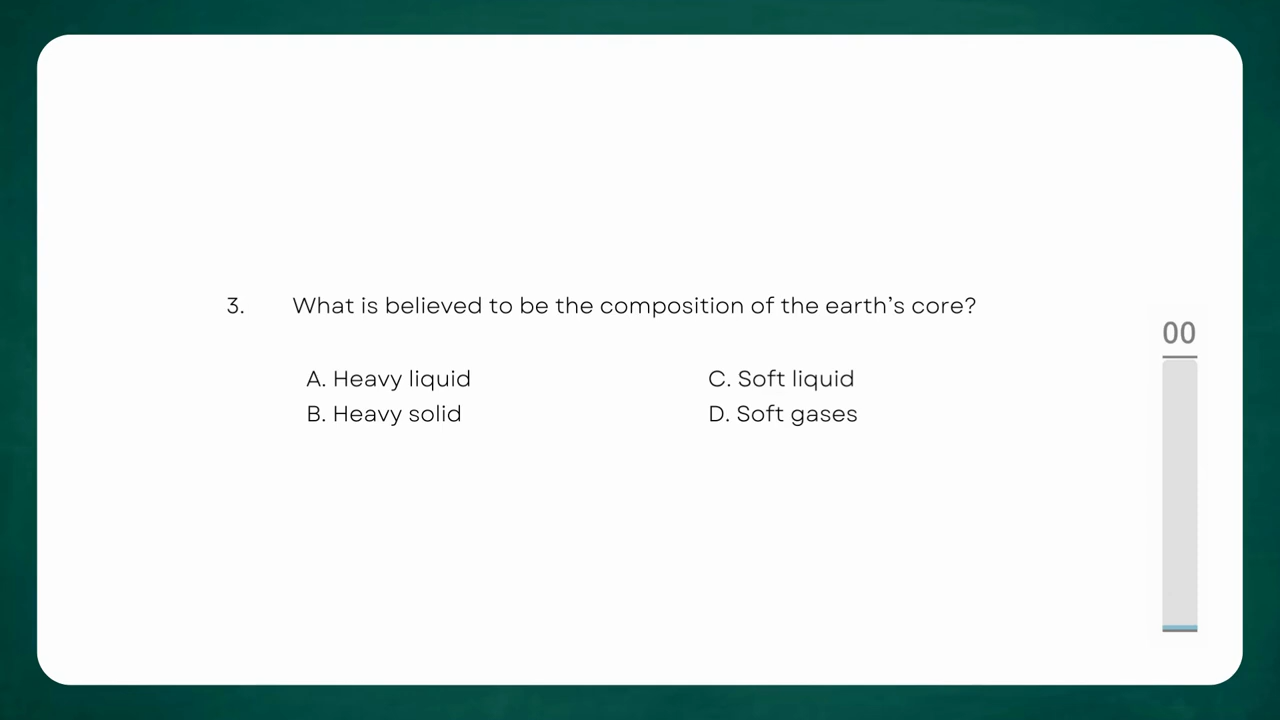 3. What is believed to be the composition of the earth’s core?
A. Heavy liquid
B. Heavy solid
C. Soft liquid
D. Soft gases
00